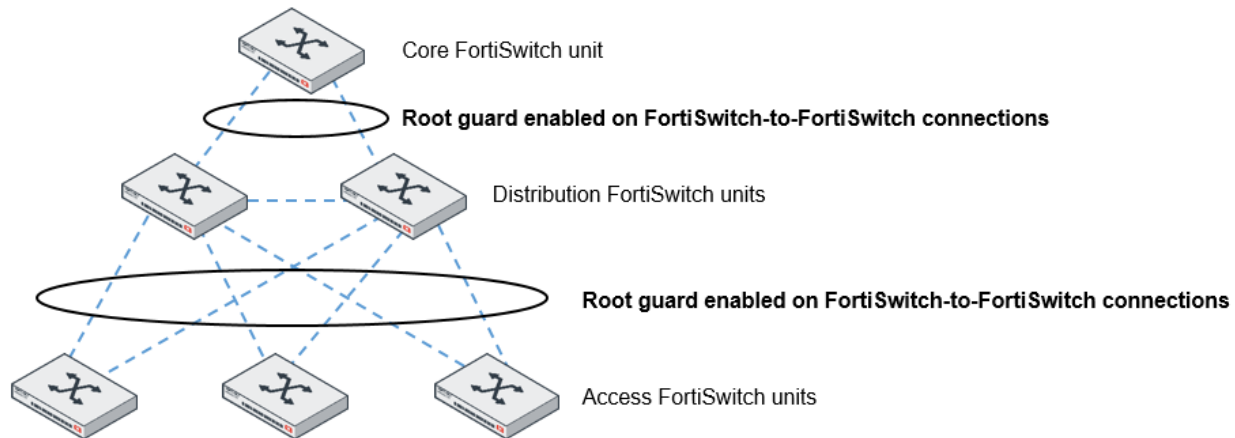 Core FortiSwitch unit
Root guard enabled on FortiSwitch-to-FortiSwitch connections
Distribution FortiSwitch units
Root guard enabled on FortiSwitch-to-FortiSwitch connections
Access FortiSwitch units